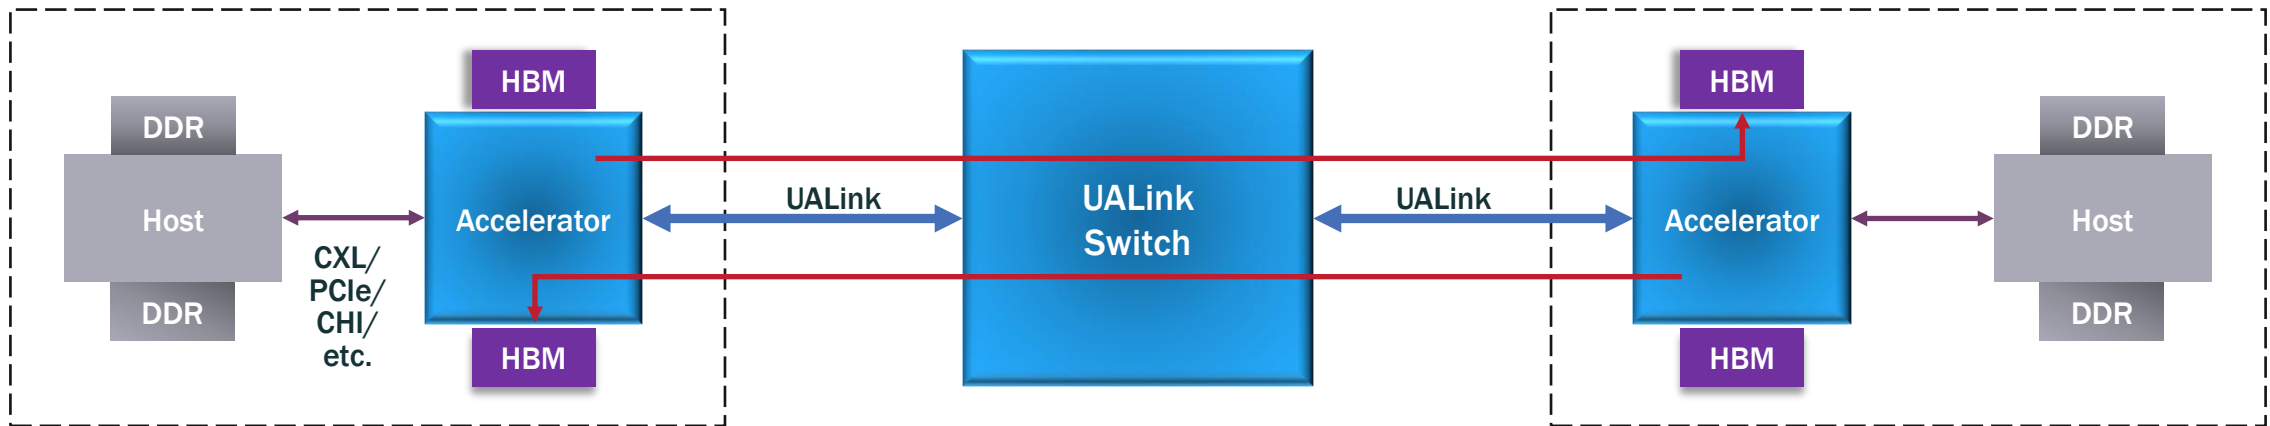 DDR
Host
DDR
CXL/
PCIe/
CHI/
etc.
HBM
Accelerator
HBM
UALink
UALink
Switch
UALink
HBM
Accelerator
HBM
DDR
Host
DDR